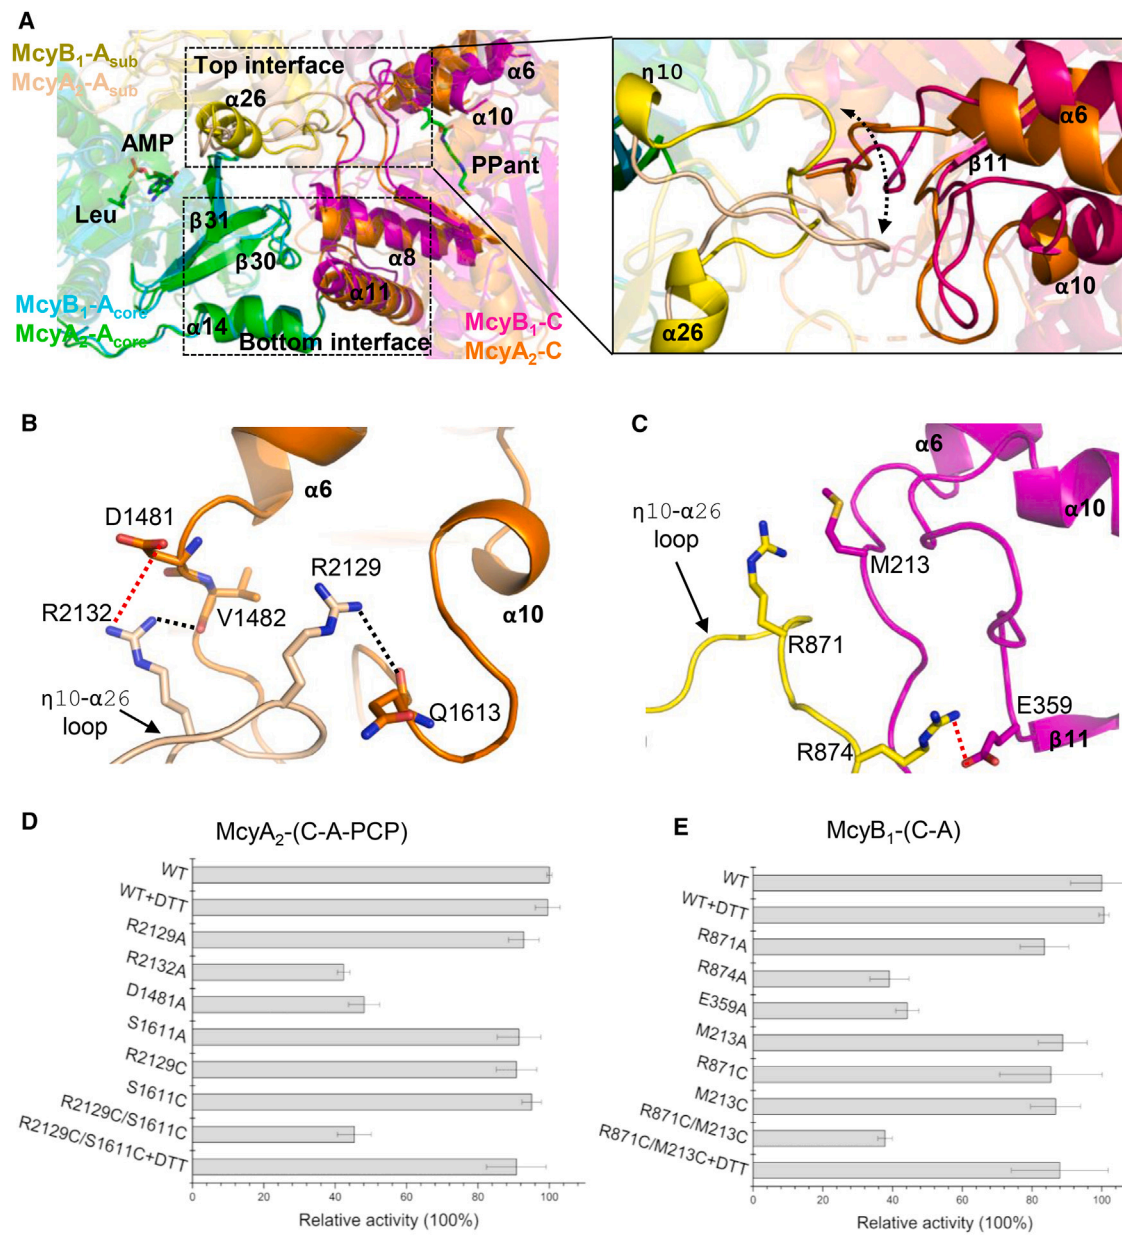 A
McyB1-Asub
McyA2-Asub
Top interface
α26
α6
α10
AMP
PPant
Leu
β31
β30
α8
α11
McyB1-Acore
McyA2-Acore
α14
Bottom interface
McyB1-C
McyA2-C
η10
α6
β11
α10
α26
B
α6
D1481
R2129
R2132
V1482
α10
η10-α26
loop
Q1613
C
α6
η10-α26
loop
α10
M213
R871
E359
R874
β11
D
McyA2-(C-A-PCP)
WT
WT+DTT
R2129A
R2132A
D1481A
S1611A
R2129C
S1611C
R2129C/S1611C
R2129C/S1611C+DTT
0 20 40 60 80 100
Relative activity (100%)
E
McyB1-(C-A)
WT
WT+DTT
R871A
R874A
E359A
M213A
R871C
M213C
R871C/M213C
R871C/M213C+DTT
0 20 40 60 80 100
Relative activity (100%)